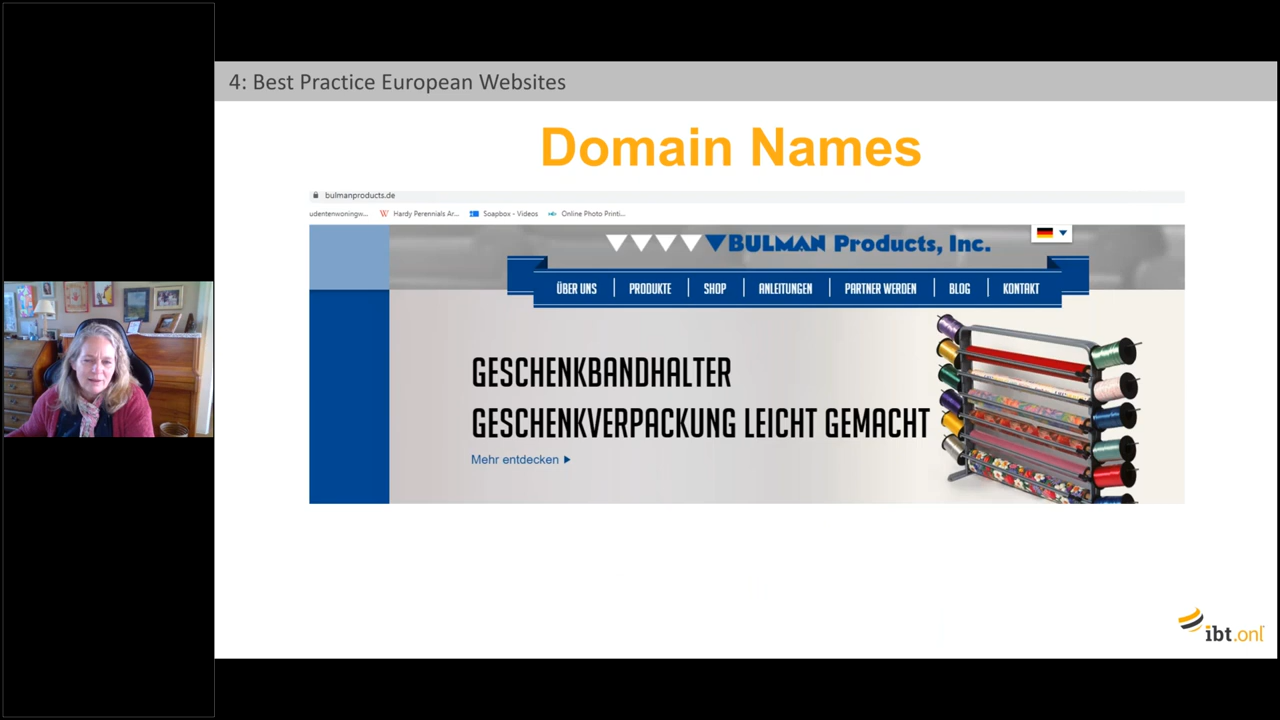 4: Best Practice European Websites
Domain Names
bulmanproducts.de
udentenwoningw... Hardy Perennials Ar... Soapbox - Videos Online Photo Printi...
BULMAN Products, Inc.
ÜBER UNS PRODUKTE SHOP ANLEITUNGEN PARTNER WERDEN BLOG KONTAKT
GESCHENKBANDHALTER
GESCHENKVERPACKUNG LEICHT GEMACHT
Mehr entdecken
ibt.onl